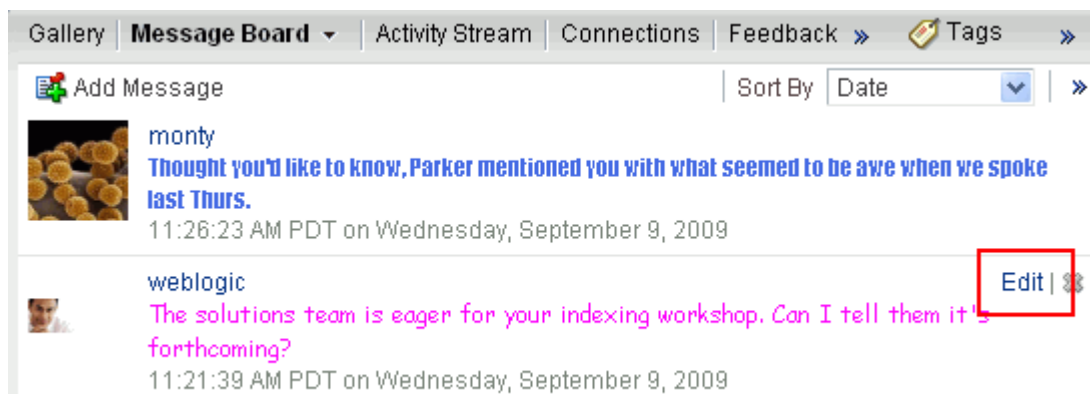 Gallery | Message Board | Activity Stream | Connections | Feedback » Tags »
Add Message | Sort By Date | »
monty
Thought you'd like to know, Parker mentioned you with what seemed to be awe when we spoke
last Thurs.
11:26:23 AM PDT on Wednesday, September 9, 2009
weblogic Edit |
The solutions team is eager for your indexing workshop. Can I tell them it's
forthcoming?
11:21:39 AM PDT on Wednesday, September 9, 2009